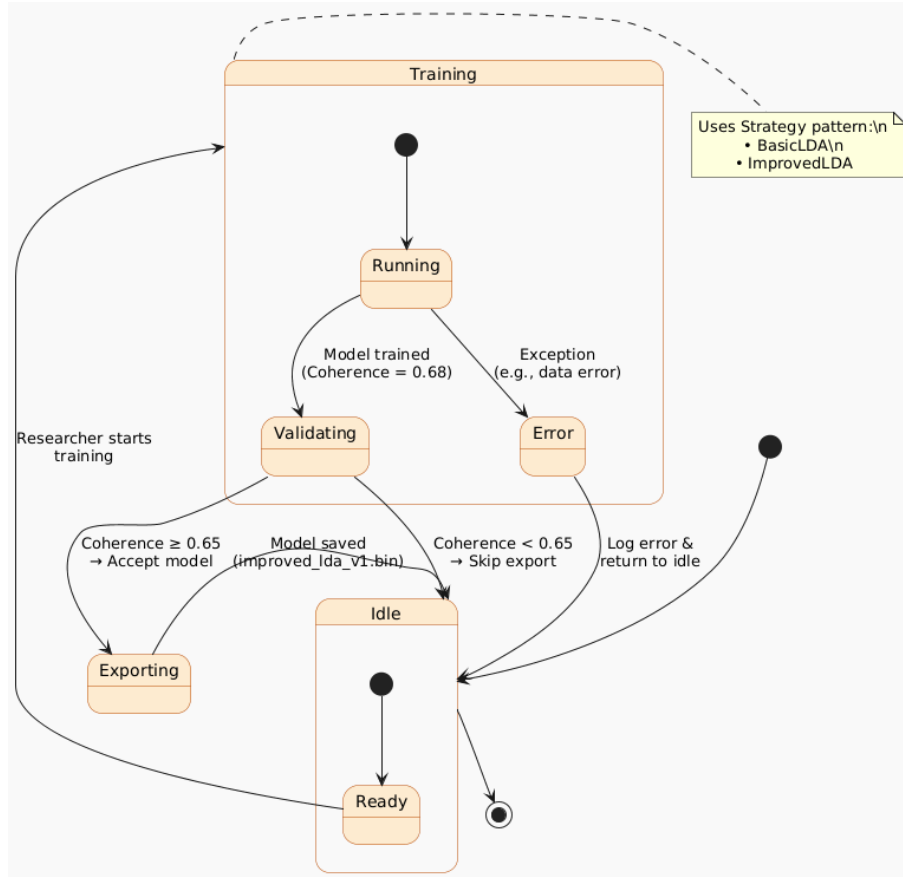 Training
Uses Strategy pattern:\n
• BasicLDA\n
• ImprovedLDA
Running
Model trained
(Coherence = 0.68)
Exception
(e.g., data error)
Researcher starts
training
Validating
Error
Coherence ≥ 0.65
→ Accept model
Model saved
(improved_lda_v1.bin)
Coherence < 0.65
→ Skip export
Log error &
return to idle
Idle
Exporting
Ready